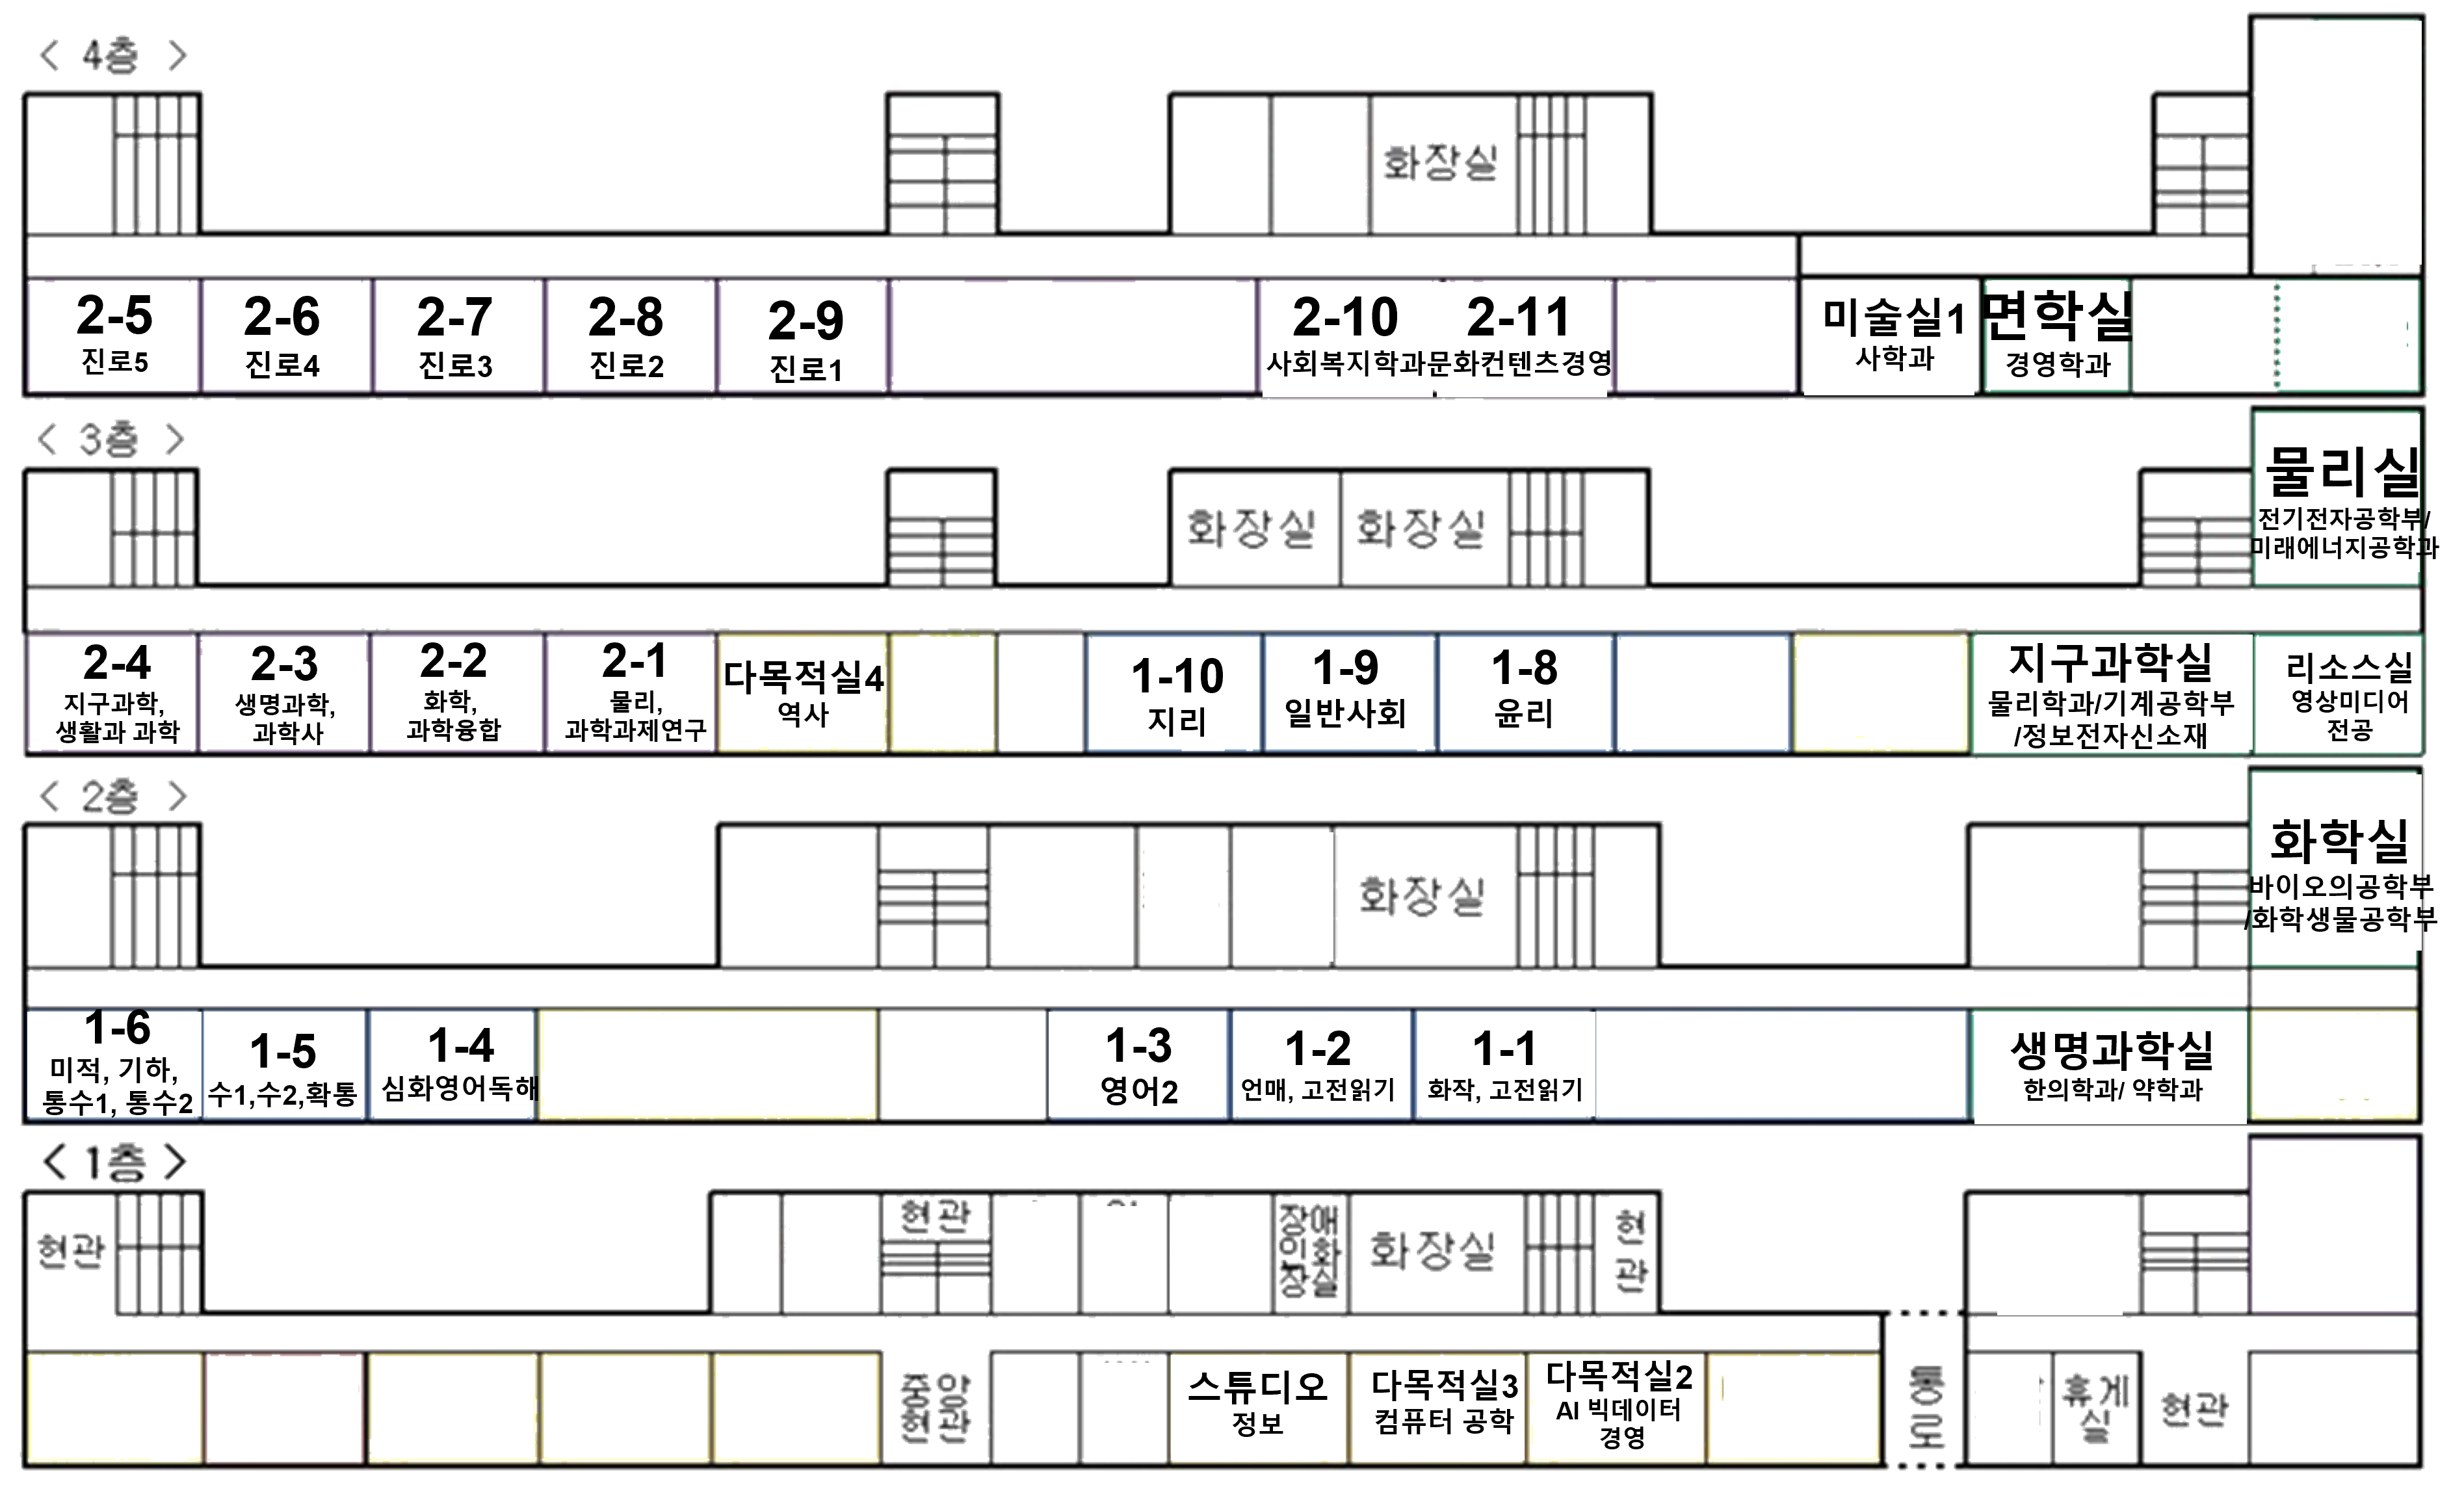 < 4층 >
화장실
2-5
진로5
2-6
진로4
2-7
진로3
2-8
진로2
2-9
진로1
2-10
사회복지학과
2-11
문화컨텐츠경영
미술실1
사학과
면학실
경영학과
< 3층 >
화장실
화장실
물리실
전기전자공학부/
미래에너지공학과
2-4
지구과학,
생활과 과학
2-3
생명과학,
과학사
2-2
화학,
과학융합
2-1
물리,
과학과제연구
다목적실4
역사
1-10
지리
1-9
일반사회
1-8
윤리
지구과학실
물리학과/기계공학부
/정보전자신소재
리소스실
영상미디어
전공
< 2층 >
화장실
화학실
바이오의공학부
/화학생물공학부
1-6
미적, 기하,
통수1, 통수2
1-5
수1,수2,확통
1-4
심화영어독해
1-3
영어2
1-2
언매, 고전읽기
1-1
화작, 고전읽기
생명과학실
한의학과/ 약학과
< 1층 >
현관
현관
장애
인화
장실
화장실
현
관
중앙
현관
스튜디오
정보
다목적실3
컴퓨터 공학
다목적실2
AI 빅데이터
경영
통
로
휴게
실
현관